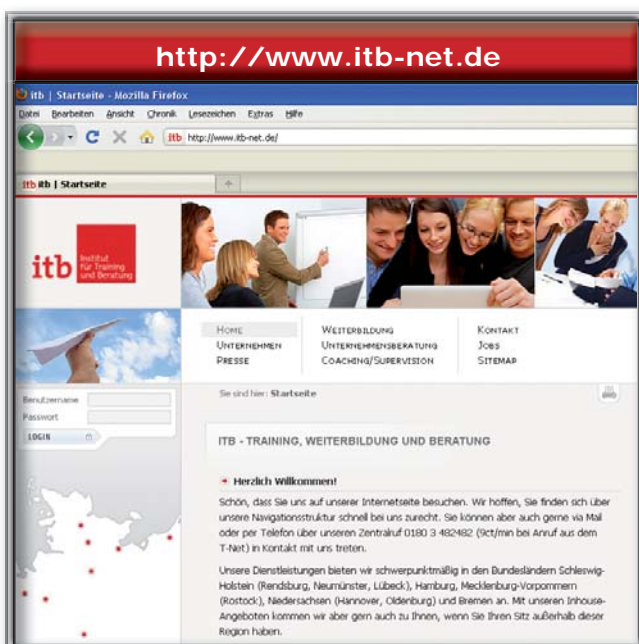 http://www.itb-net.de
itb | Startseite - Mozilla Firefox
Datei Bearbeiten Ansicht Chronik Lesezeichen Extras Hilfe
itb http://www.itb-net.de/
itb itb | Startseite
itb Institut
für Training
und Beratung
HOME WEITERBILDUNG KONTAKT
UNTERNEHMEN UNTERNEHMENSBERATUNG JOBS
PRESSE COACHING/SUPERVISION SITEMAP
Benutzername
Passwort
LOGIN
Sie sind hier: Startseite
ITB - TRAINING, WEITERBILDUNG UND BERATUNG
Herzlich Willkommen!
Schön, dass Sie uns auf unserer Internetseite besuchen. Wir hoffen, Sie finden sich über
unsere Navigationsstruktur schnell bei uns zurecht. Sie können aber auch gerne via Mail
oder per Telefon über unseren Zentralruf 0180 3 482482 (9ct/min bei Anruf aus dem
T-Net) in Kontakt mit uns treten.
Unsere Dienstleistungen bieten wir schwerpunktmäßig in den Bundesländern Schleswig-
Holstein (Rendsburg, Neumünster, Lübeck), Hamburg, Mecklenburg-Vorpommern
(Rostock), Niedersachsen (Hannover, Oldenburg) und Bremen an. Mit unseren Inhouse-
Angeboten kommen wir aber gern auch zu Ihnen, wenn Sie Ihren Sitz außerhalb dieser
Region haben.